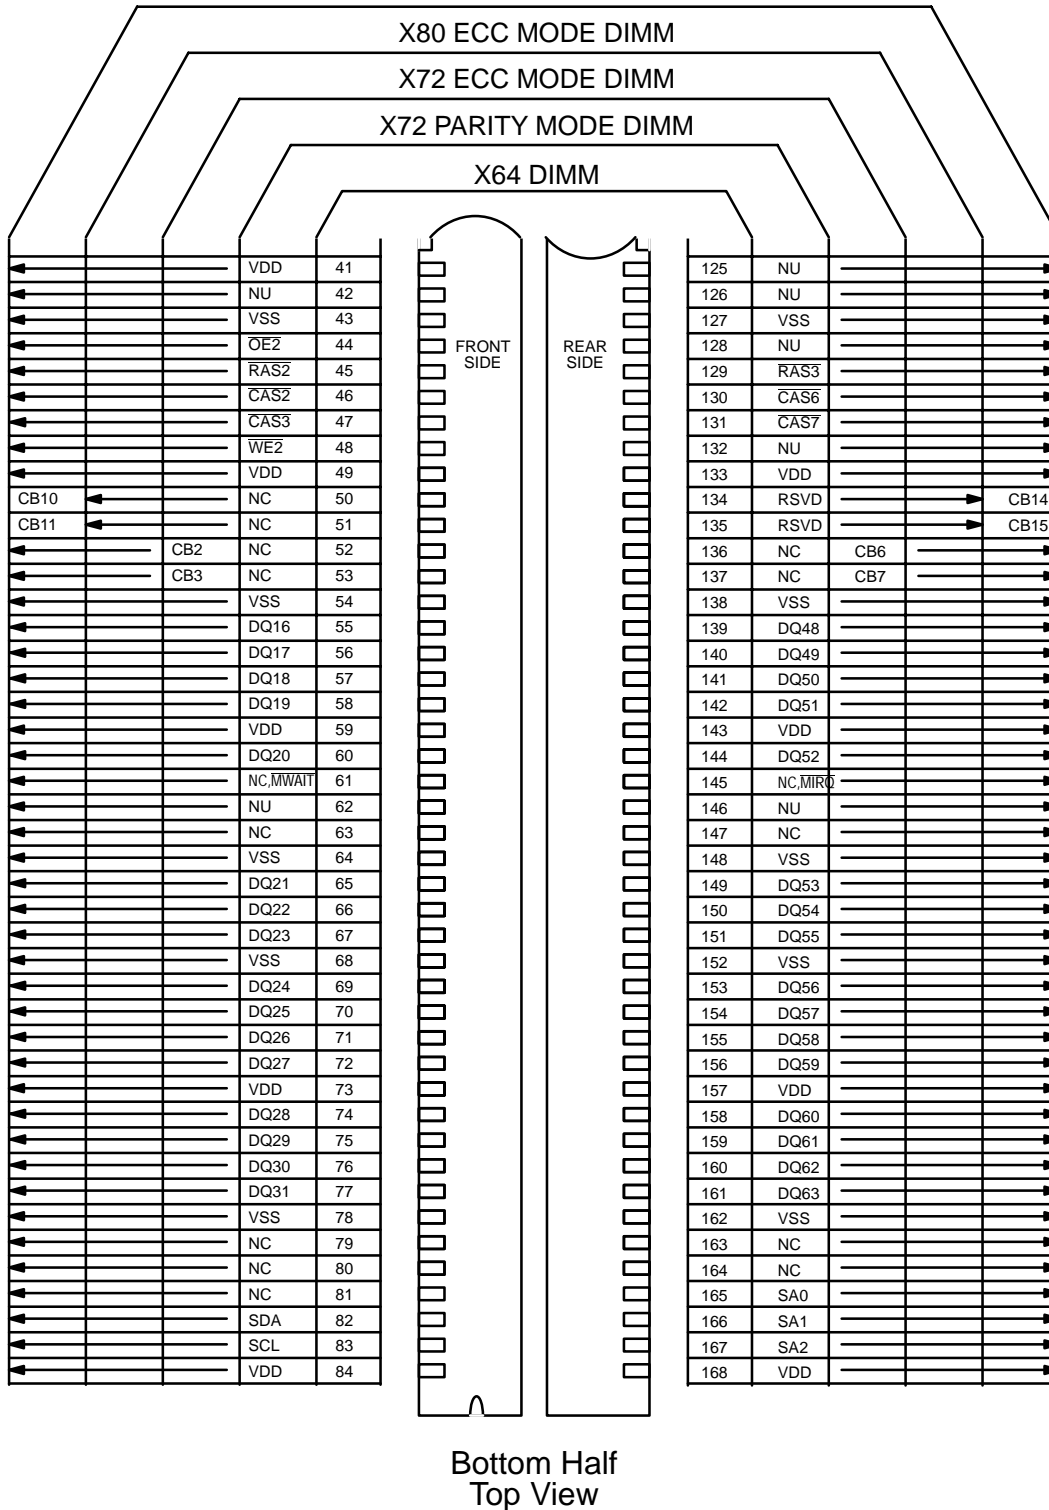 X80 ECC MODE DIMM
X72 ECC MODE DIMM
X72 PARITY MODE DIMM
X64 DIMM
VDD 41 125 NU
NU 42 126 NU
VSS 43 127 VSS
OE2 44 FRONT SIDE REAR SIDE 128 NU
RAS2 45 129 RAS3
CAS2 46 130 CAS6
CAS3 47 131 CAS7
WE2 48 132 NU
VDD 49 133 VDD
CB10 NC 50 134 RSVD CB14
CB11 NC 51 135 RSVD CB15
CB2 NC 52 136 NC CB6
CB3 NC 53 137 NC CB7
VSS 54 138 VSS
DQ16 55 139 DQ48
DQ17 56 140 DQ49
DQ18 57 141 DQ50
DQ19 58 142 DQ51
VDD 59 143 VDD
DQ20 60 144 DQ52
NC,MWAIT 61 145 NC,MIRQ
NU 62 146 NU
NC 63 147 NC
VSS 64 148 VSS
DQ21 65 149 DQ53
DQ22 66 150 DQ54
DQ23 67 151 DQ55
VSS 68 152 VSS
DQ24 69 153 DQ56
DQ25 70 154 DQ57
DQ26 71 155 DQ58
DQ27 72 156 DQ59
VDD 73 157 VDD
DQ28 74 158 DQ60
DQ29 75 159 DQ61
DQ30 76 160 DQ62
DQ31 77 161 DQ63
VSS 78 162 VSS
NC 79 163 NC
NC 80 164 NC
NC 81 165 SA0
SDA 82 166 SA1
SCL 83 167 SA2
VDD 84 168 VDD
Bottom Half
Top View